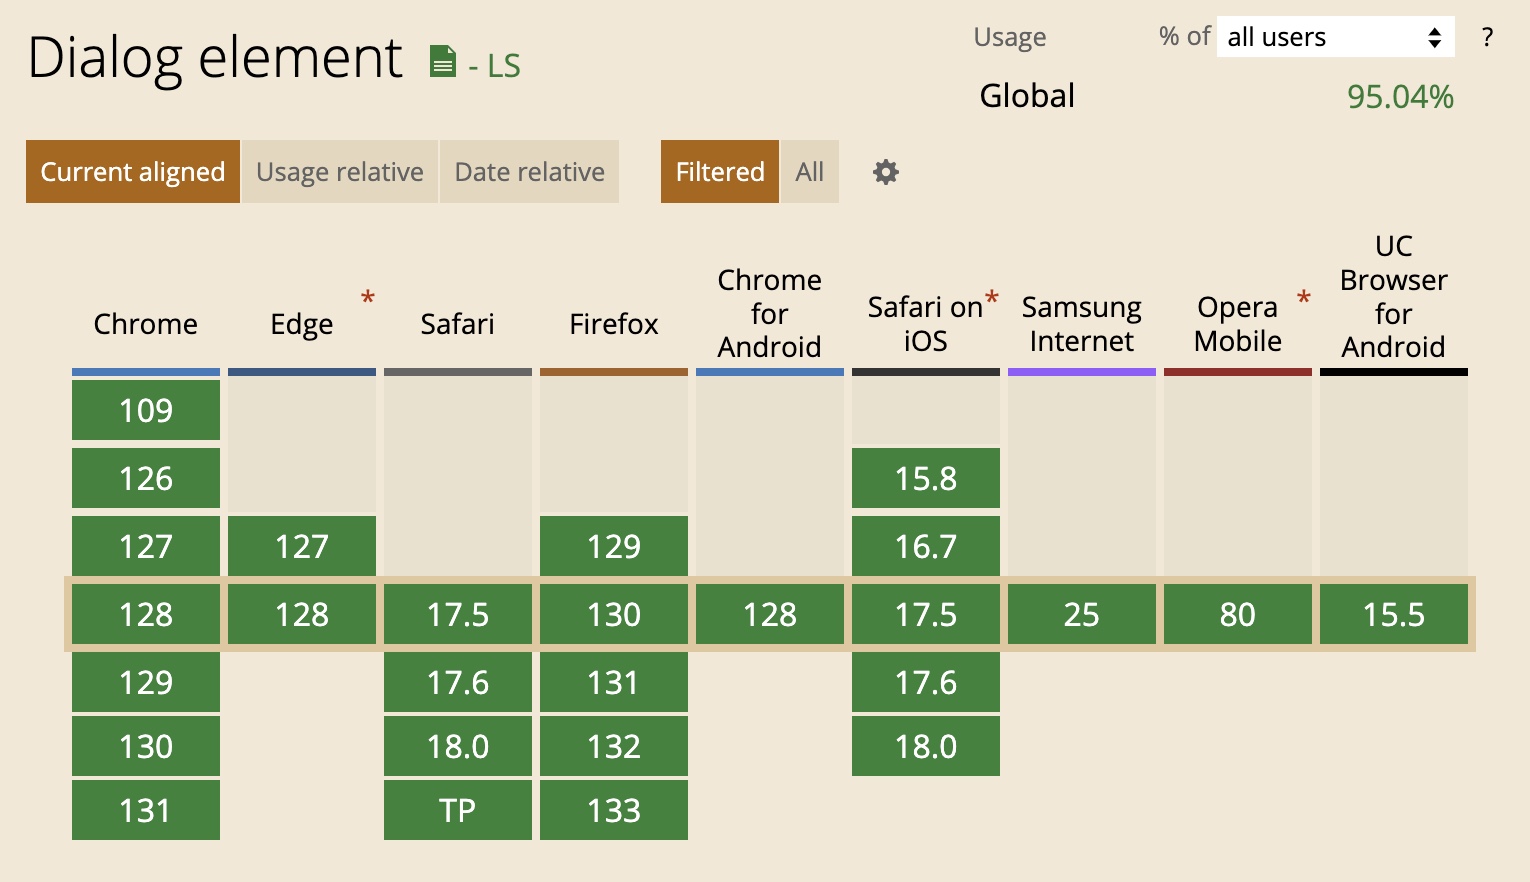 Dialog element - LS
Usage % of all users ?
Global 95.04%
Current aligned Usage relative Date relative Filtered All
Chrome
Edge *
Safari
Firefox
Chrome
for
Android
Safari on *
iOS
Samsung
Internet
Opera *
Mobile
UC
Browser
for
Android
109
126 15.8
127 127 129 16.7
128 128 17.5 130 128 17.5 25 80 15.5
129 17.6 131 17.6
130 18.0 132 18.0
131 TP 133